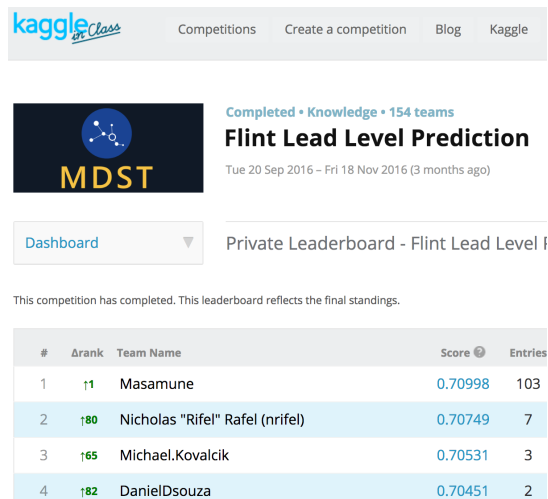 kaggle in Class
Competitions Create a competition Blog Kaggle
Completed • Knowledge • 154 teams
Flint Lead Level Prediction
MDST
Tue 20 Sep 2016 – Fri 18 Nov 2016 (3 months ago)
Dashboard ▼
Private Leaderboard - Flint Lead Level
This competition has completed. This leaderboard reflects the final standings.
# Δrank Team Name Score ? Entries
1 ↑1 Masamune 0.70998 103
2 ↑80 Nicholas "Rifel" Rafel (nrifel) 0.70749 7
3 ↑65 Michael.Kovalcik 0.70531 3
4 ↑82 DanielDsouza 0.70451 2